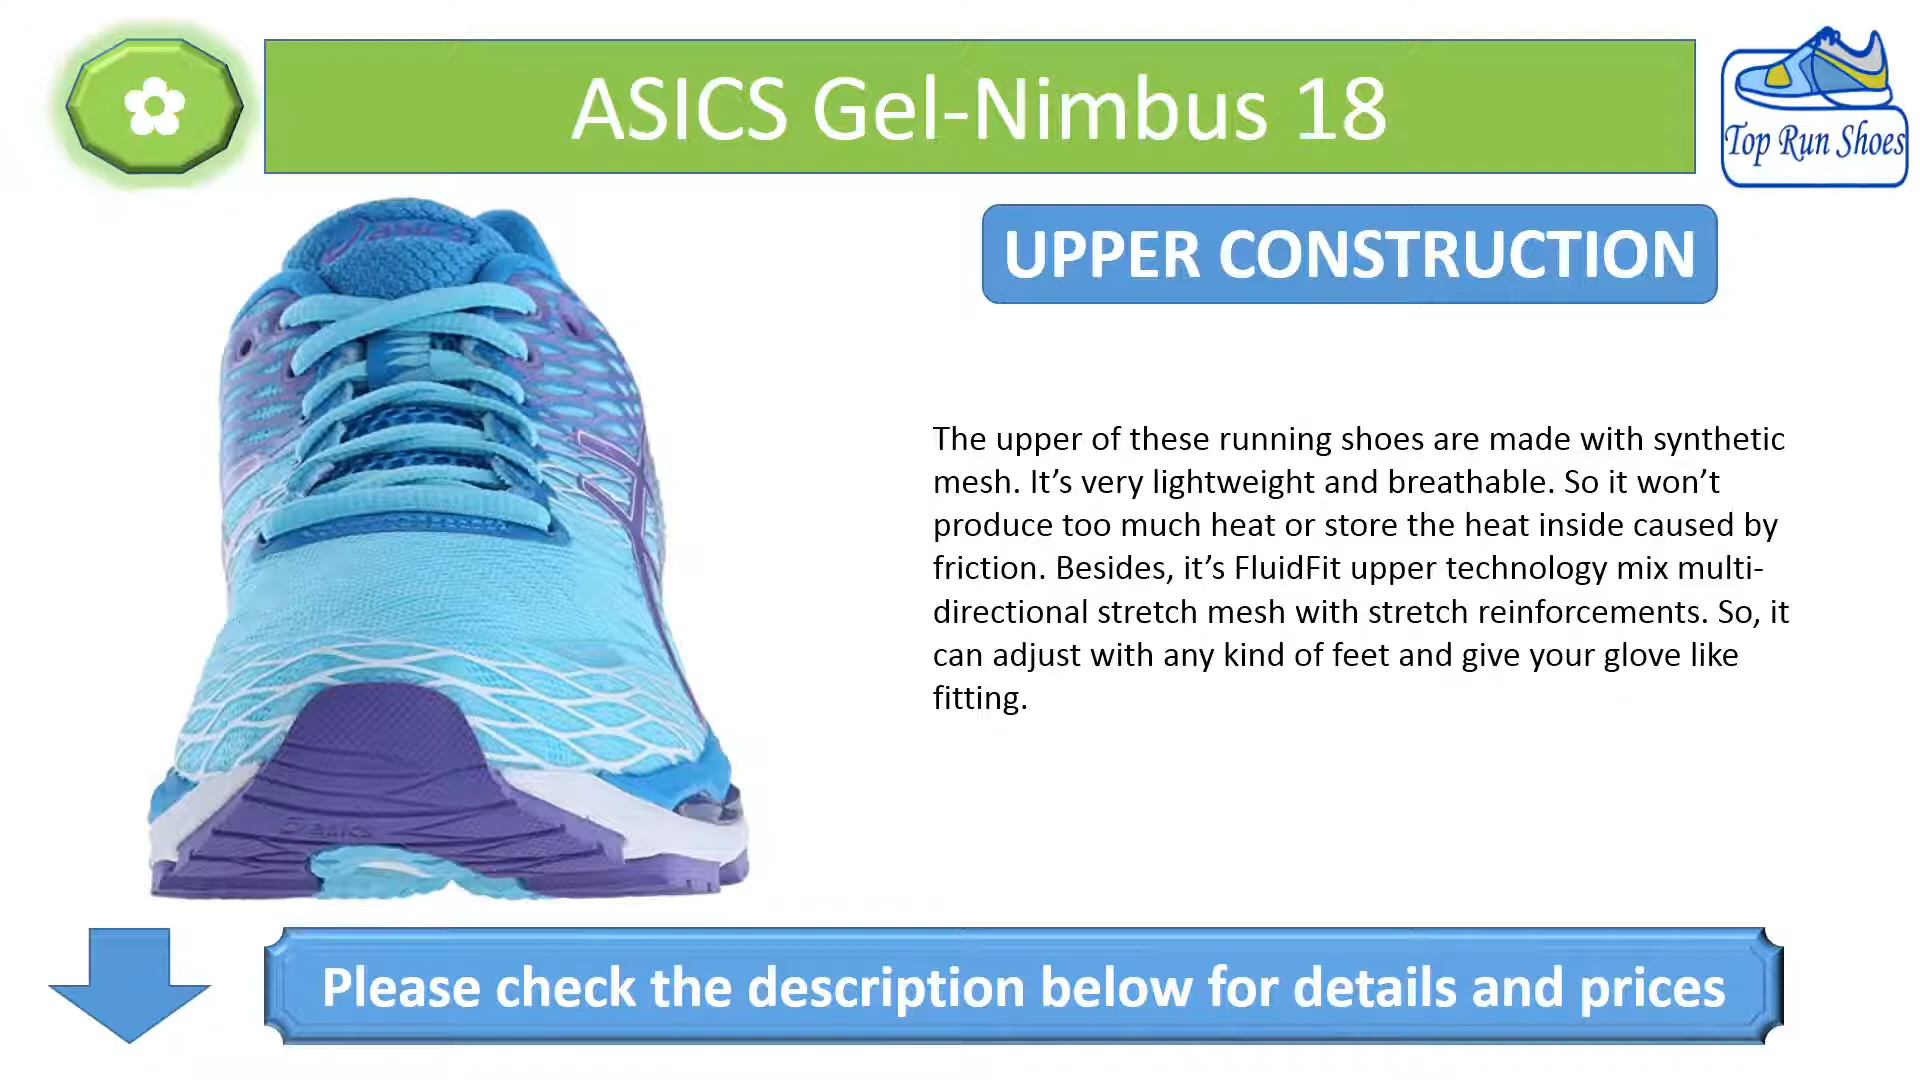 ASICS Gel-Nimbus 18
Top Run Shoes
UPPER CONSTRUCTION
asics
The upper of these running shoes are made with synthetic
mesh. It’s very lightweight and breathable. So it won’t
produce too much heat or store the heat inside caused by
friction. Besides, it’s FluidFit upper technology mix multi-
directional stretch mesh with stretch reinforcements. So, it
can adjust with any kind of feet and give your glove like
fitting.
asics
Please check the description below for details and prices